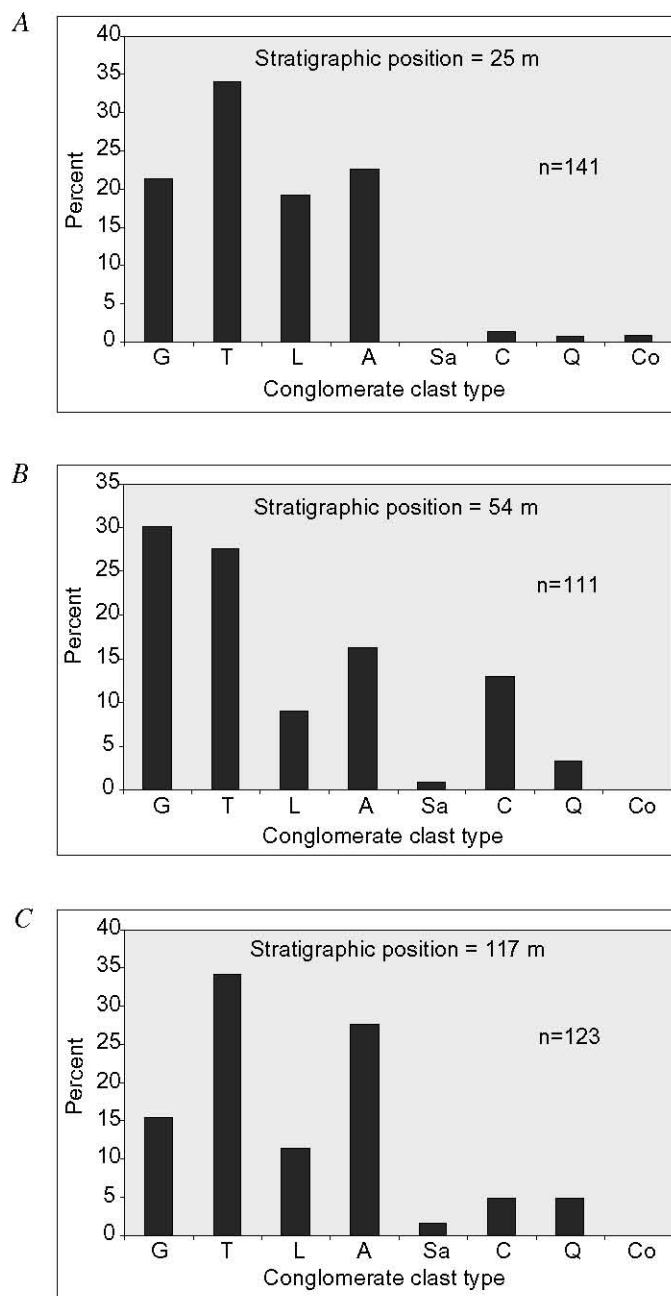 A
40
35
30
25
20
15
10
5
0
Percent
Stratigraphic position = 25 m
n=141
G T L A Sa C Q Co
Conglomerate clast type
B
35
30
25
20
15
10
5
0
Percent
Stratigraphic position = 54 m
n=111
G T L A Sa C Q Co
Conglomerate clast type
C
40
35
30
25
20
15
10
5
0
Percent
Stratigraphic position = 117 m
n=123
G T L A Sa C Q Co
Conglomerate clast type